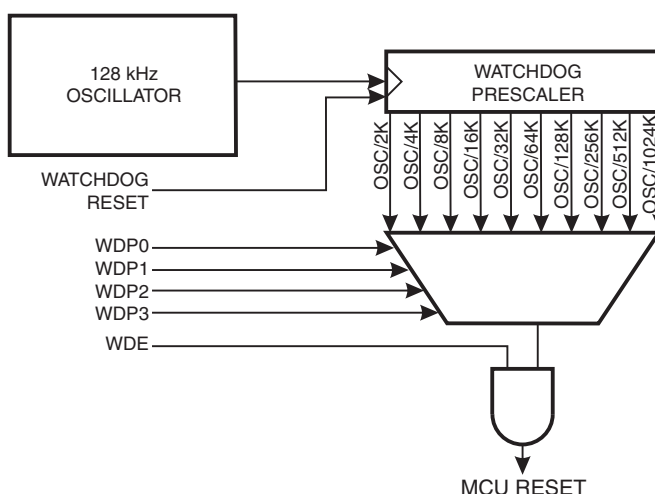 128 kHz
OSCILLATOR
WATCHDOG
PRESCALER
OSC/2K
OSC/4K
OSC/8K
OSC/16K
OSC/32K
OSC/64K
OSC/128K
OSC/256K
OSC/512K
OSC/1024K
WATCHDOG
RESET
WDP0
WDP1
WDP2
WDP3
WDE
MCU RESET